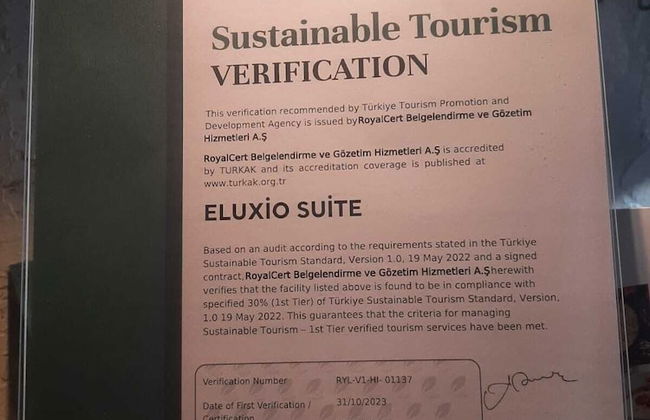 Sustainable Tourism
VERIFICATION
This verification recommended by Türkiye Tourism Promotion and
Development Agency is issued byRoyalCert Belgelendirme ve Gözetim
Hizmetleri A.Ş
RoyalCert Belgelendirme ve Gözetim Hizmetleri A.Ş is accredited
by TURKAK and its accreditation coverage is published at
www.turkak.org.tr
ELUXİO SUİTE
Based on an audit according to the requirements stated in the Türkiye
Sustainable Tourism Standard, Version 1.0, 19 May 2022 and a signed
contract,RoyalCert Belgelendirme ve Gözetim Hizmetleri A.Şherewith
verifies that the facility listed above is found to be in compliance with
specified 30% (1st Tier) of Türkiye Sustainable Tourism Standard, Version,
1.0 19 May 2022. This guarantees that the criteria for managing
Sustainable Tourism – 1st Tier verified tourism services have been met.
Verification Number RYL-V1-HI- 01137
Date of First Verification / 31/10/2023
Certification